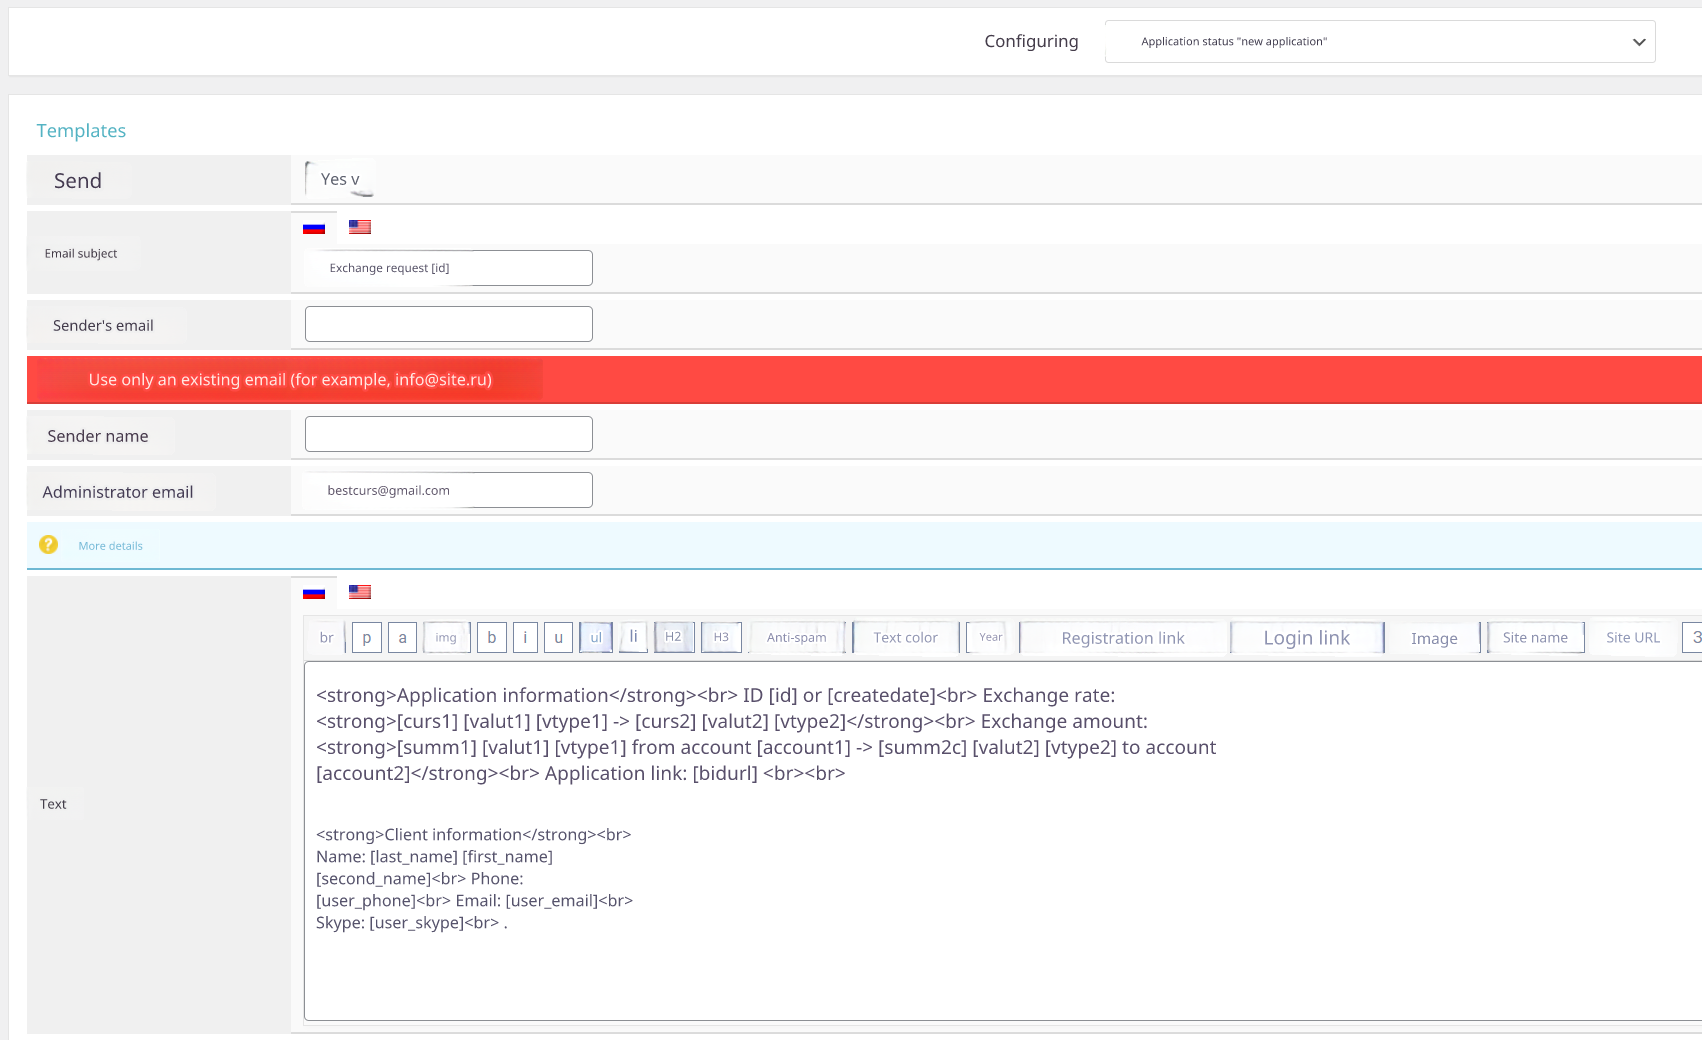 Configuring
Application status "new application"
Templates
Send
Yes v
Email subject
Exchange request [id]
Sender's email
Use only an existing email (for example, info@site.ru)
Sender name
Administrator email
bestcurs@gmail.com
More details
br p a img b i u ul li H2 H3 Anti-spam Text color Year Registration link Login link Image Site name Site URL
<strong>Application information</strong><br> ID [id] or [createdate]<br> Exchange rate:
<strong>[curs1] [valut1] [vtype1] -> [curs2] [valut2] [vtype2]</strong><br> Exchange amount:
<strong>[summ1] [valut1] [vtype1] from account [account1] -> [summ2c] [valut2] [vtype2] to account
[account2]</strong><br> Application link: [bidurl] <br><br>
Text
<strong>Client information</strong><br>
Name: [last_name] [first_name]
[second_name]<br> Phone:
[user_phone]<br> Email: [user_email]<br>
Skype: [user_skype]<br> .